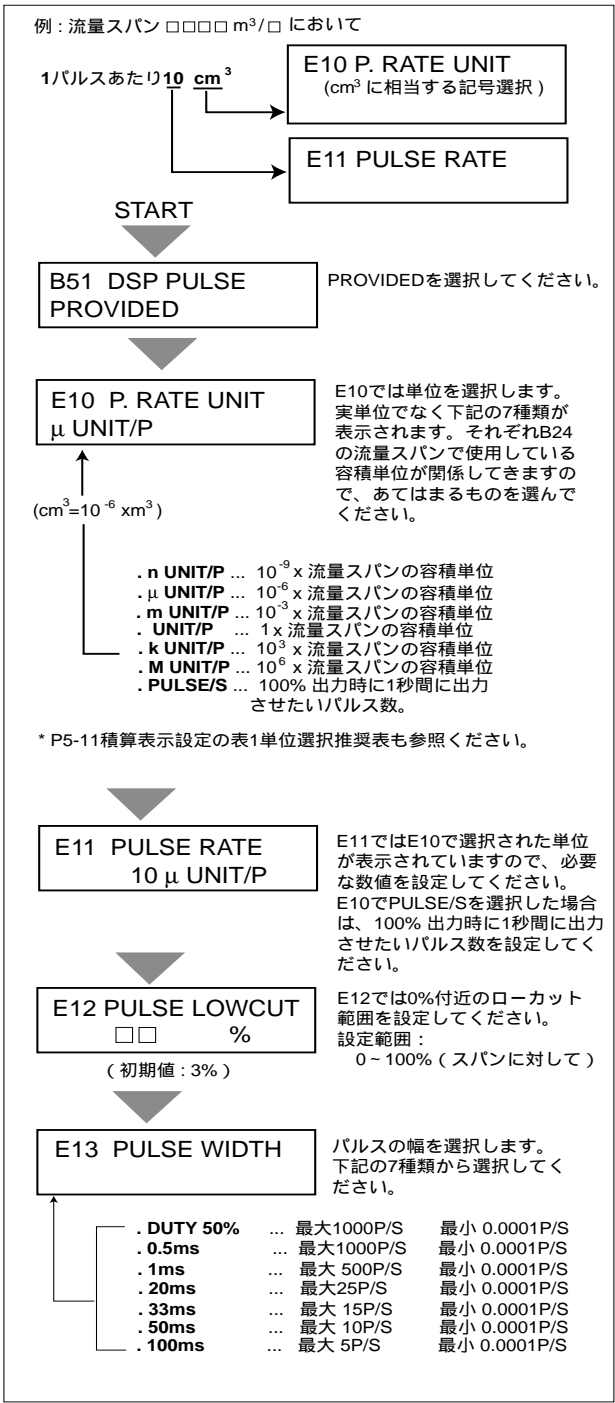 例 : 流量スパン □□□□ m³/□ において
1パルスあたり10 cm³
E10 P. RATE UNIT
(cm³ に相当する記号選択 )
E11 PULSE RATE
START
B51 DSP PULSE
PROVIDED
PROVIDEDを選択してください。
E10 P. RATE UNIT
μ UNIT/P
E10では単位を選択します。
実単位でなく下記の7種類が
表示されます。それぞれB24
の流量スパンで使用している
容積単位が関係してきますの
で、あてはまるものを選んで
ください。
(cm³=10⁻⁶ xm³ )
. n UNIT/P ... 10⁻⁹ x 流量スパンの容積単位
. μ UNIT/P ... 10⁻⁶ x 流量スパンの容積単位
. m UNIT/P ... 10⁻³ x 流量スパンの容積単位
. UNIT/P ... 1 x 流量スパンの容積単位
. k UNIT/P ... 10³ x 流量スパンの容積単位
. M UNIT/P ... 10⁶ x 流量スパンの容積単位
. PULSE/S ... 100% 出力時に1秒間に出力
させたいパルス数。
* P5-11積算表示設定の表1単位選択推奨表も参照ください。
E11 PULSE RATE
10 μ UNIT/P
E11ではE10で選択された単位
が表示されていますので、必要
な数値を設定してください。
E10でPULSE/Sを選択した場合
は、100% 出力時に1秒間に出力
させたいパルス数を設定してく
ださい。
E12 PULSE LOWCUT
□□ %
( 初期値 : 3% )
E12では0%付近のローカット
範囲を設定してください。
設定範囲 :
0 ~ 100% ( スパンに対して )
E13 PULSE WIDTH
パルスの幅を選択します。
下記の7種類から選択してく
ださい。
. DUTY 50% ... 最大1000P/S 最小 0.0001P/S
. 0.5ms ... 最大1000P/S 最小 0.0001P/S
. 1ms ... 最大 500P/S 最小 0.0001P/S
. 20ms ... 最大25P/S 最小 0.0001P/S
. 33ms ... 最大 15P/S 最小 0.0001P/S
. 50ms ... 最大 10P/S 最小 0.0001P/S
. 100ms ... 最大 5P/S 最小 0.0001P/S